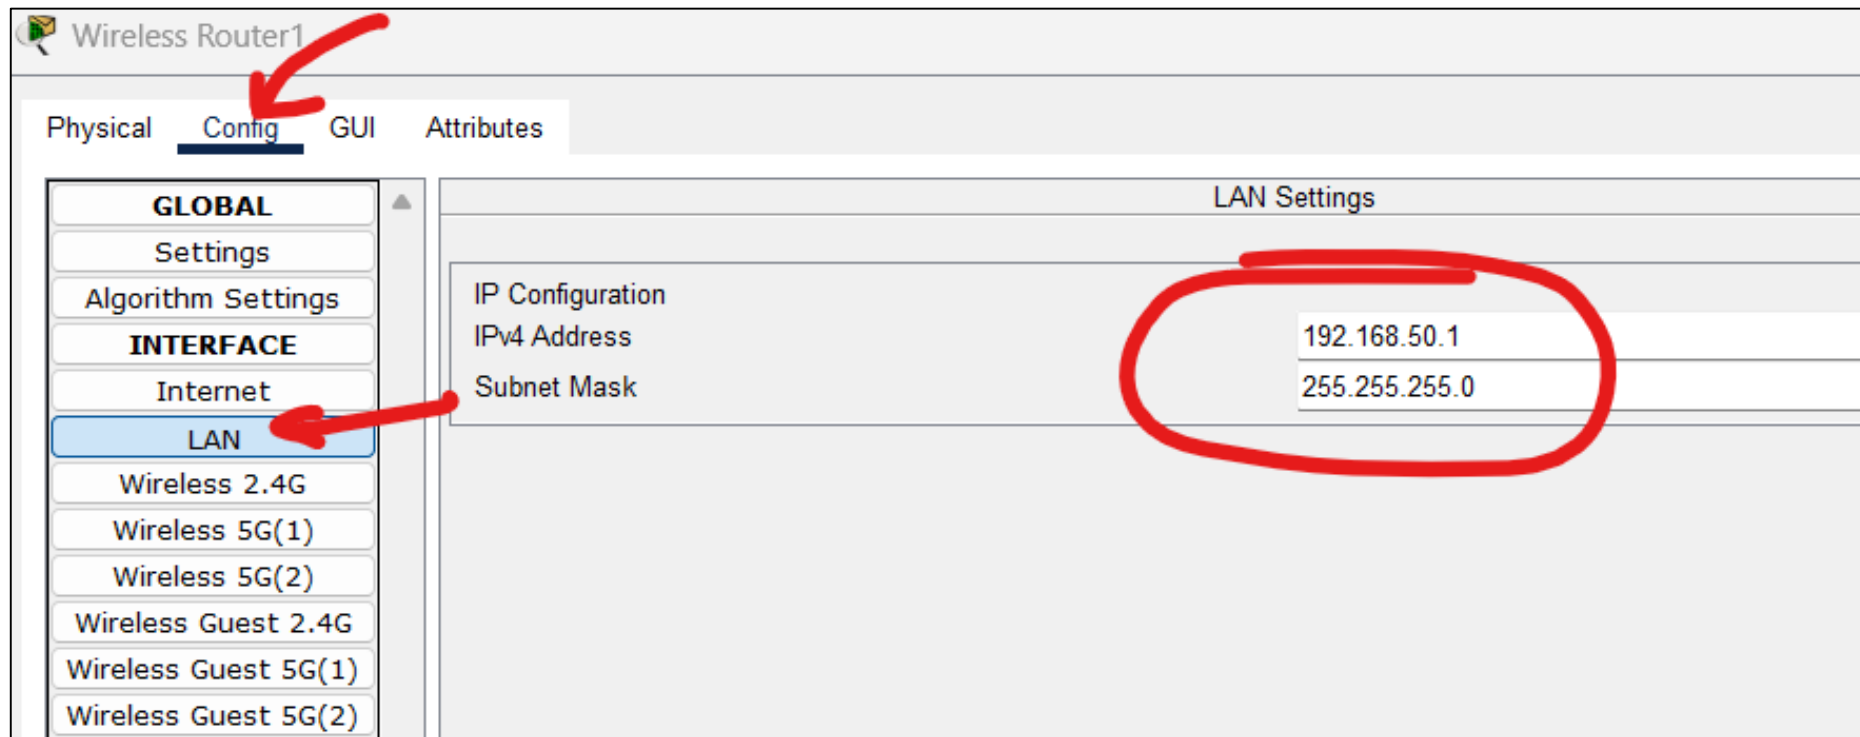 Wireless Router1
Physical Config GUI Attributes
GLOBAL
Settings
Algorithm Settings
INTERFACE
Internet
LAN
Wireless 2.4G
Wireless 5G(1)
Wireless 5G(2)
Wireless Guest 2.4G
Wireless Guest 5G(1)
Wireless Guest 5G(2)
LAN Settings
IP Configuration
IPv4 Address 192.168.50.1
Subnet Mask 255.255.255.0